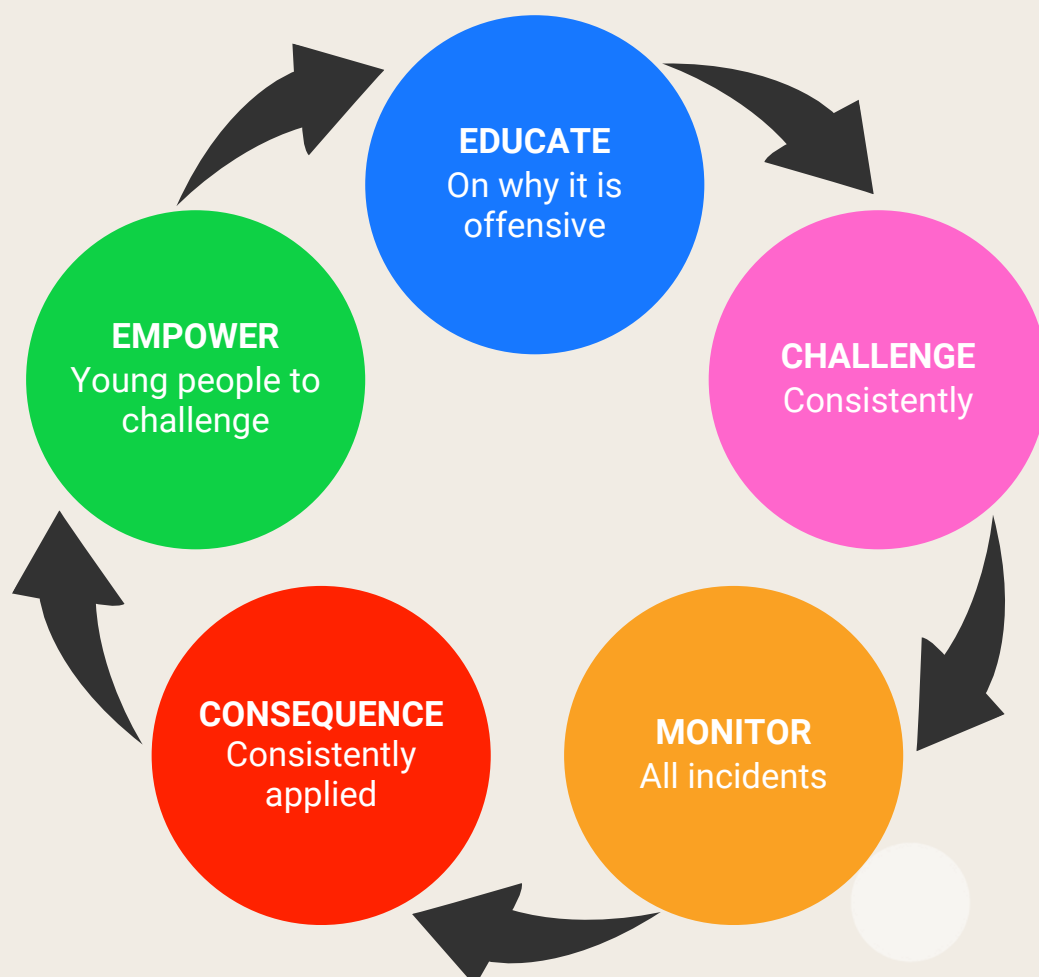 EDUCATE
On why it is
offensive
CHALLENGE
Consistently
MONITOR
All incidents
CONSEQUENCE
Consistently
applied
EMPOWER
Young people to
challenge